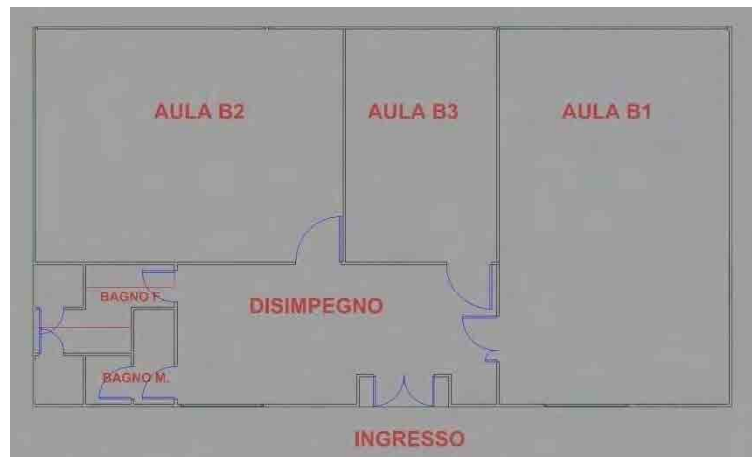 AULA B2
AULA B3
AULA B1
BAGNO F.
DISIMPEGNO
BAGNO M.
INGRESSO